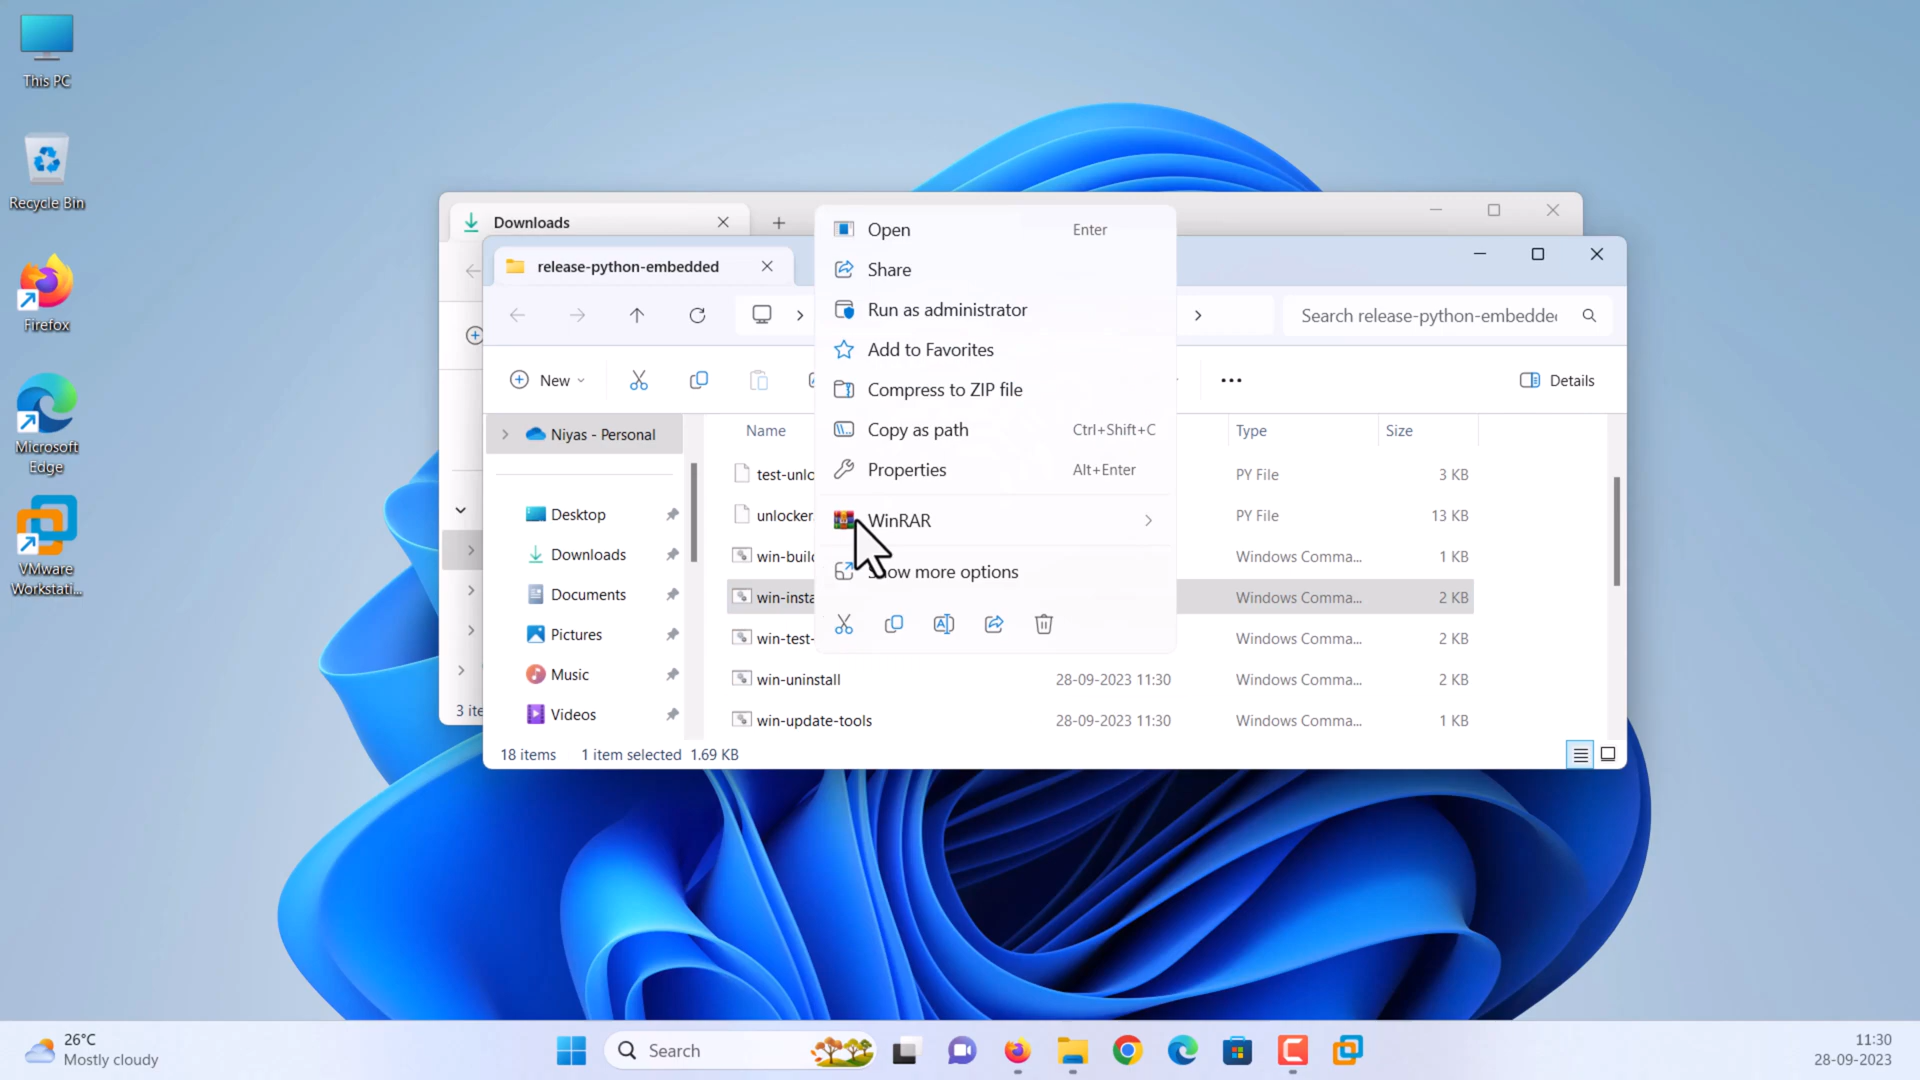 This PC
Recycle Bin
Firefox
Microsoft
Edge
VMware
Workstati...
Downloads
release-python-embedded
Search release-python-embedded
New
Details
Niyas - Personal
Desktop
Downloads
Documents
Pictures
Music
Videos
Name
Type
Size
test-unlo
PY File
3 KB
unlocker.
PY File
13 KB
win-build
Windows Comma...
1 KB
win-insta
Windows Comma...
2 KB
win-test-
Windows Comma...
2 KB
win-uninstall
28-09-2023 11:30
Windows Comma...
2 KB
win-update-tools
28-09-2023 11:30
Windows Comma...
1 KB
3 ite
18 items
1 item selected 1.69 KB
Open
Enter
Share
Run as administrator
Add to Favorites
Compress to ZIP file
Copy as path
Ctrl+Shift+C
Properties
Alt+Enter
WinRAR
Show more options
26°C
Mostly cloudy
Search
11:30
28-09-2023